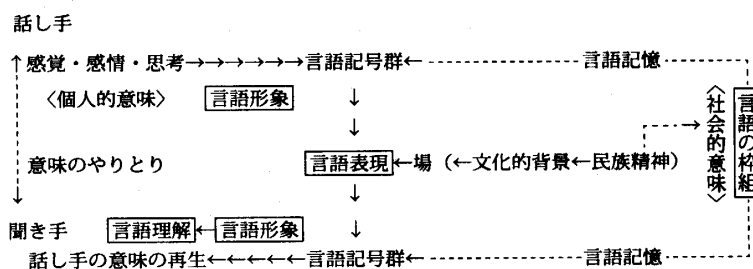 話し手
↑感覚・感情・思考→→→→→→言語記号群←‐‐‐‐‐‐‐‐‐‐‐‐言語記憶‐‐‐‐‐‐
〈個人的意味〉 言語形象 ↓
↓
意味のやりとり 言語表現←場（←文化的背景←民族精神）
↓
聞き手 言語理解←言語形象 ↓
話し手の意味の再生←←←←←言語記号群←‐‐‐‐‐‐‐‐‐‐‐‐言語記憶‐‐‐‐‐‐
〈社会的意味〉
言語の枠組